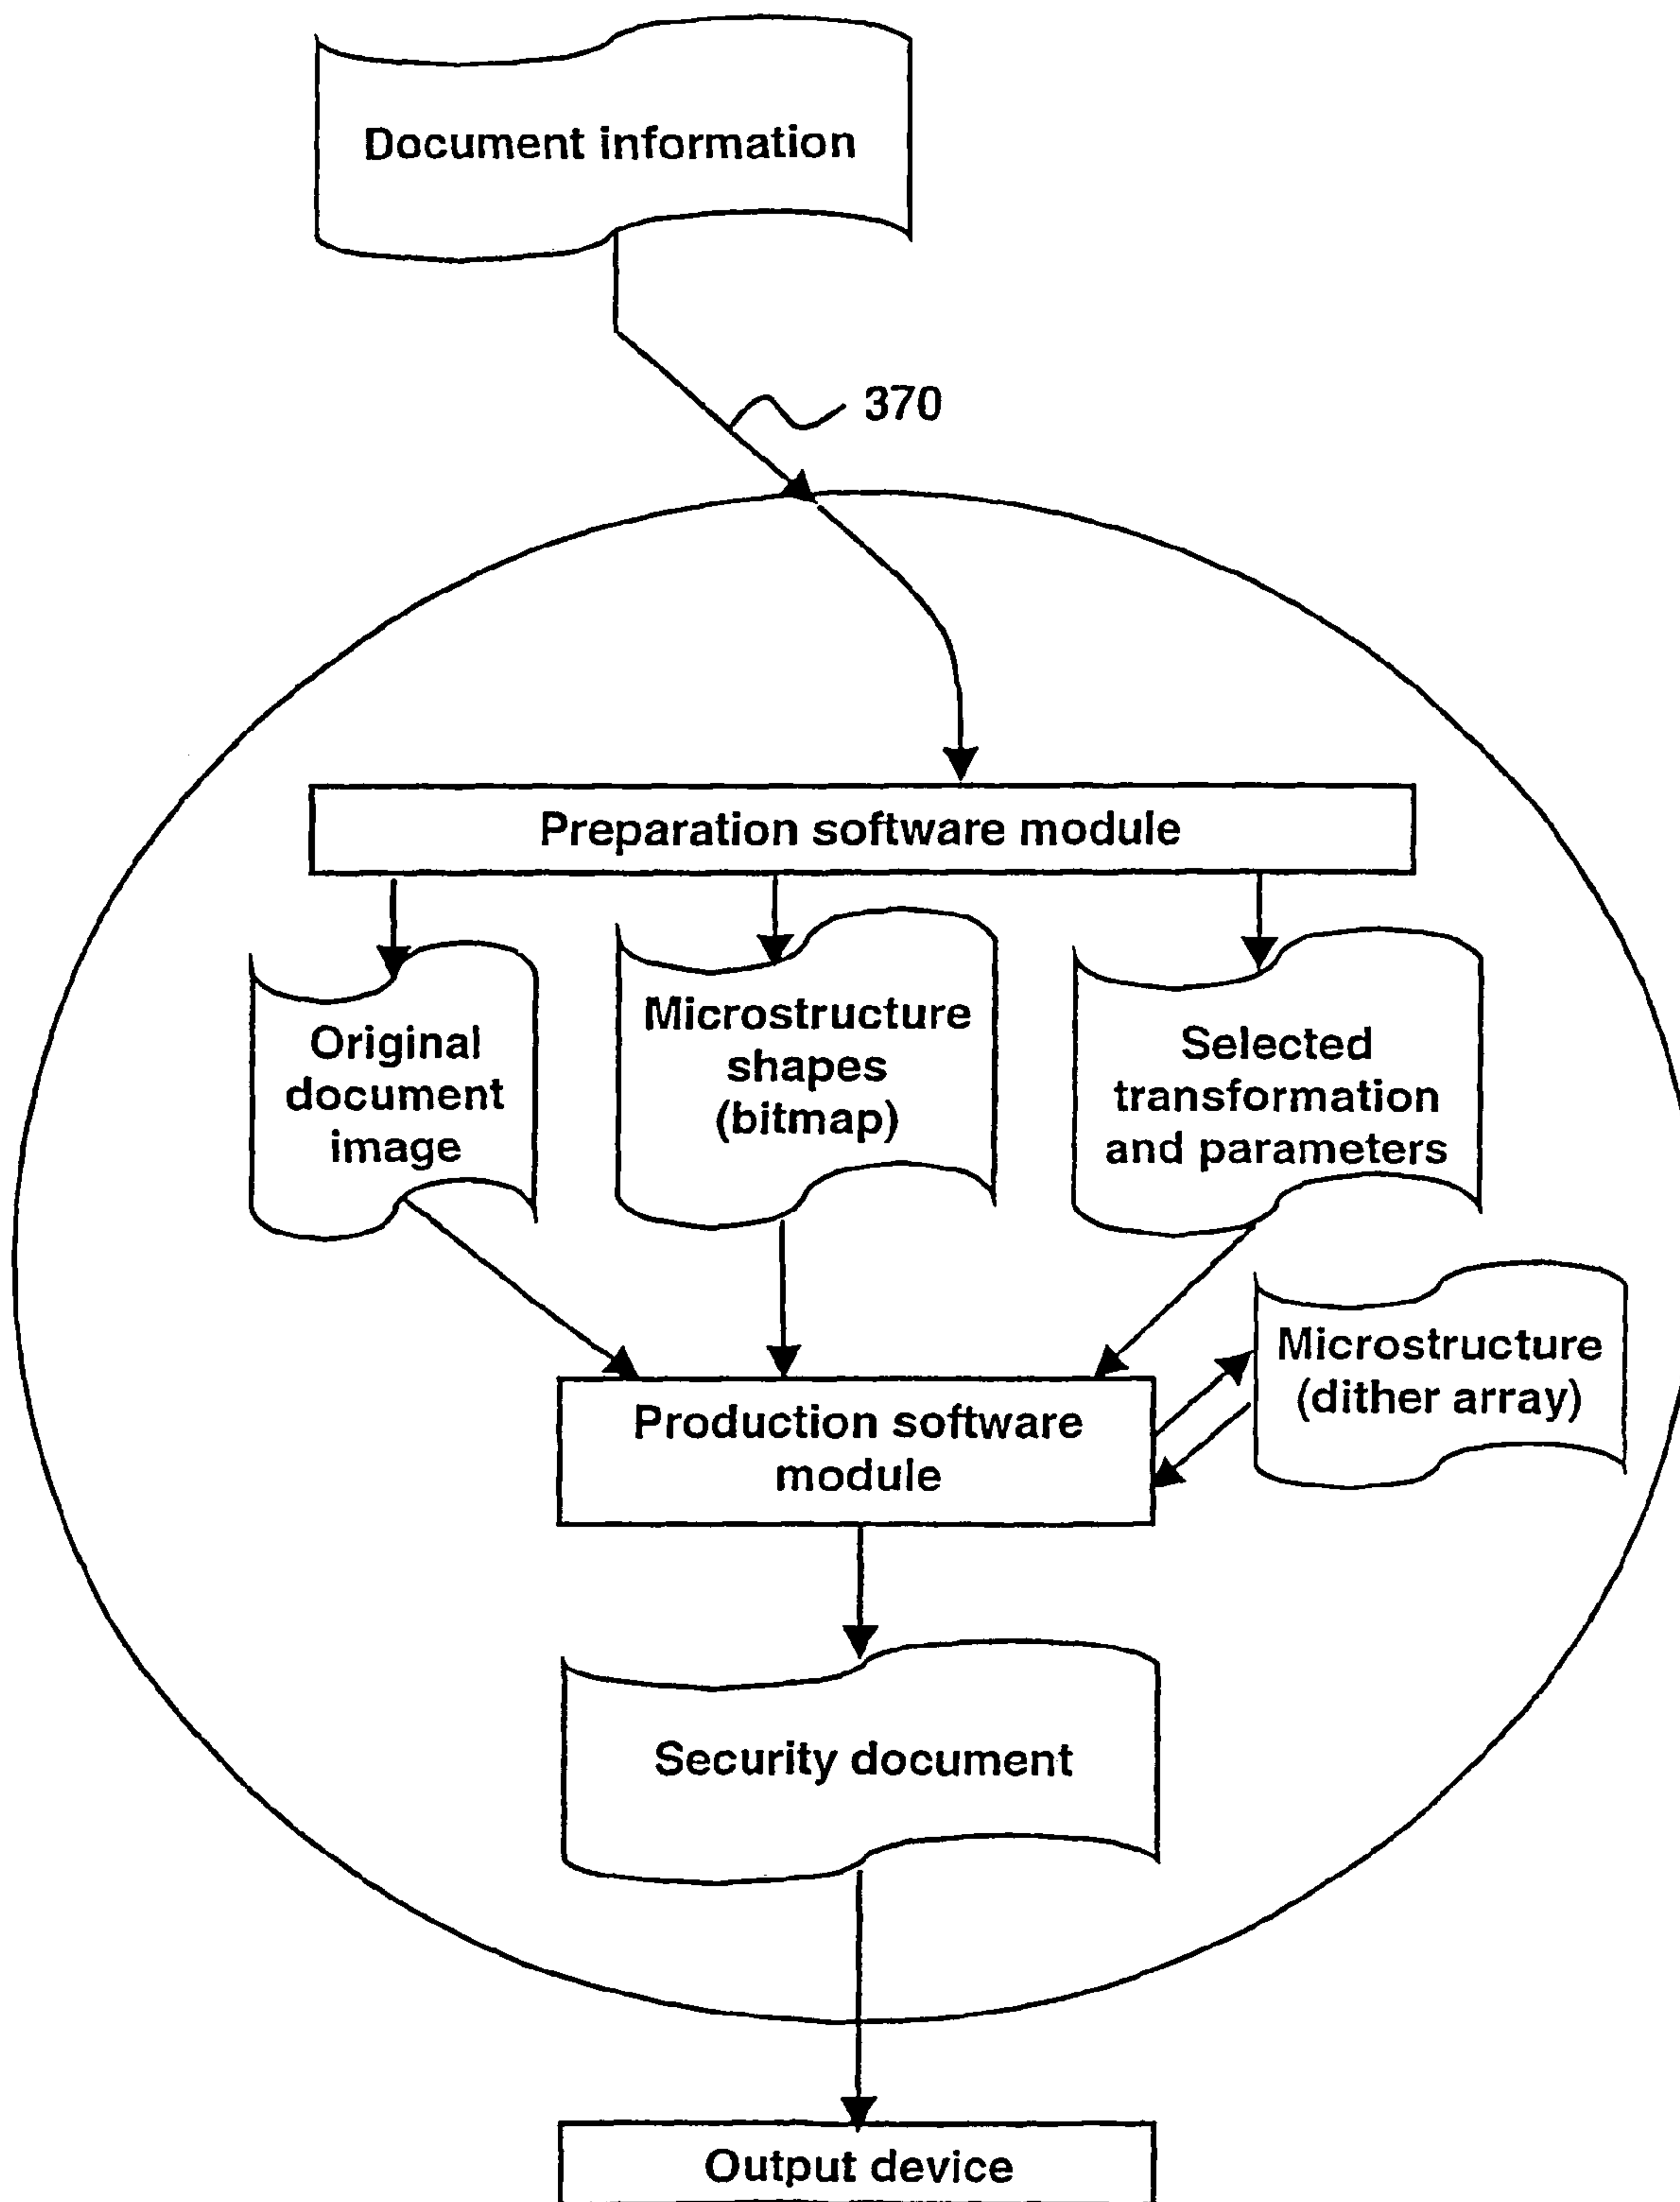 Document information
370
Preparation software module
Original
document
image
Microstructure
shapes
(bitmap)
Selected
transformation
and parameters
Microstructure
(dither array)
Production software
module
Security document
Output device